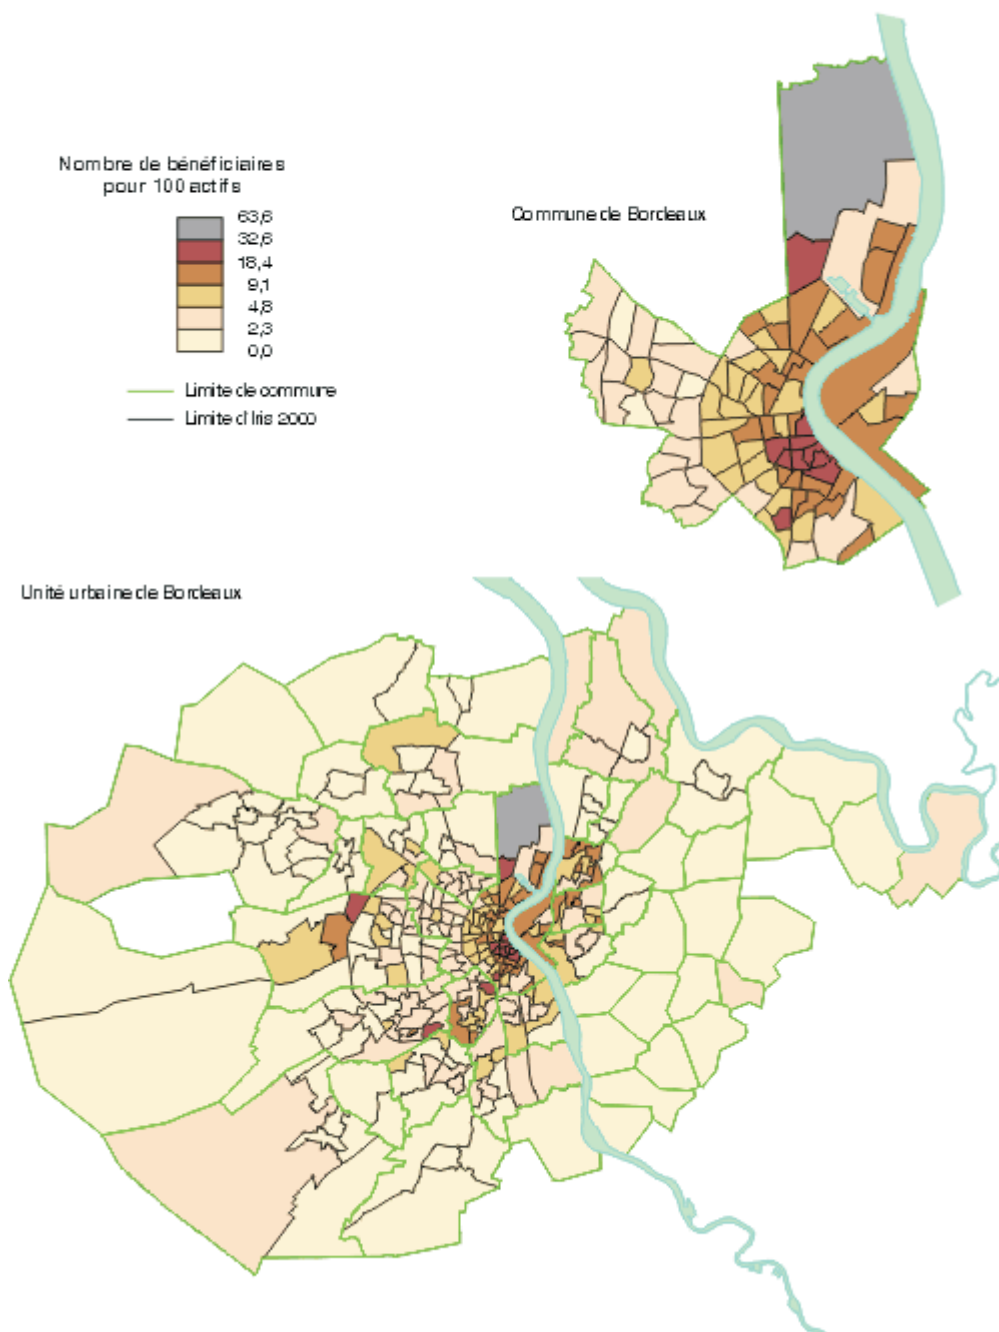 Nombre de bénéficiaires
pour 100 actifs
63,6
32,6
18,4
9,1
4,8
2,3
0,0
Limite de commune
Limite d'Iris 2000
Commune de Bordeaux
Unité urbaine de Bordeaux